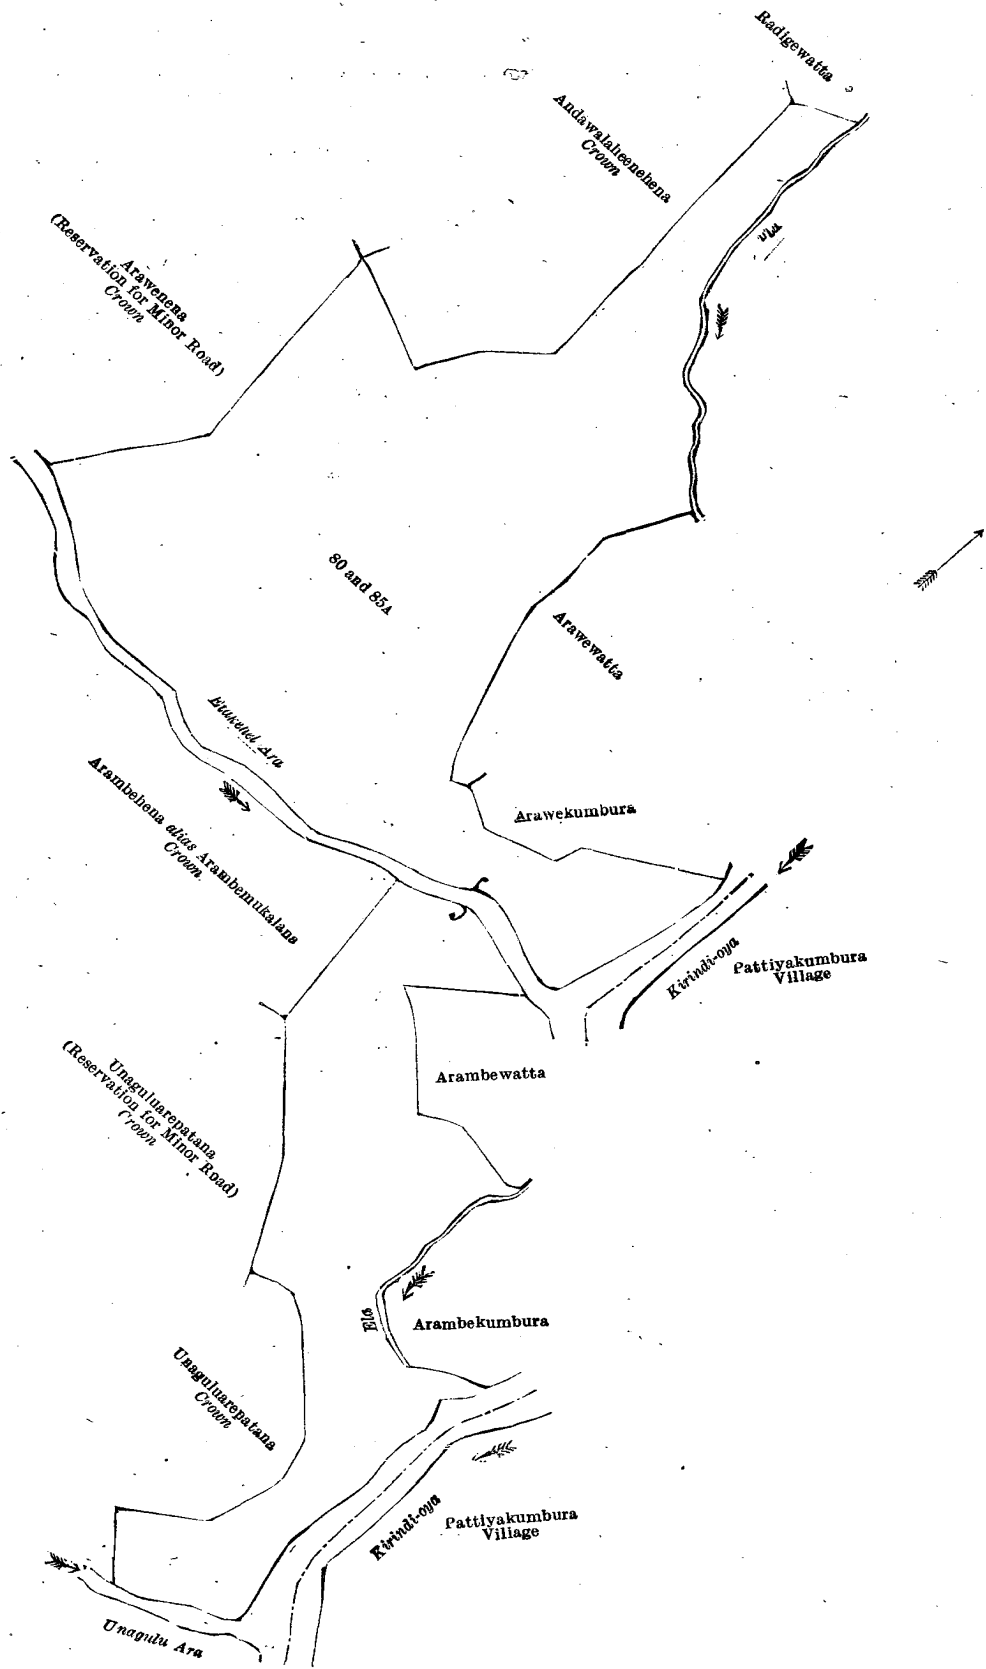 Radigewatta
Andawalaheenehena
Crown
Ela
Arawenena
(Reservation for Minor Road)
Crown
80 and 85A
Arawewatta
Etakehel Ara
Arambehena alias Arambemukalana
Crown
Arawekumbura
Kirindi-oya
Pattiyakumbura
Village
Unaguluarepatana
(Reservation for Minor Road)
Crown
Arambewatta
Ela
Arambekumbura
Unaguluarepatana
Crown
Kirindi-oya
Pattiyakumbura
Village
Unagulu Ara